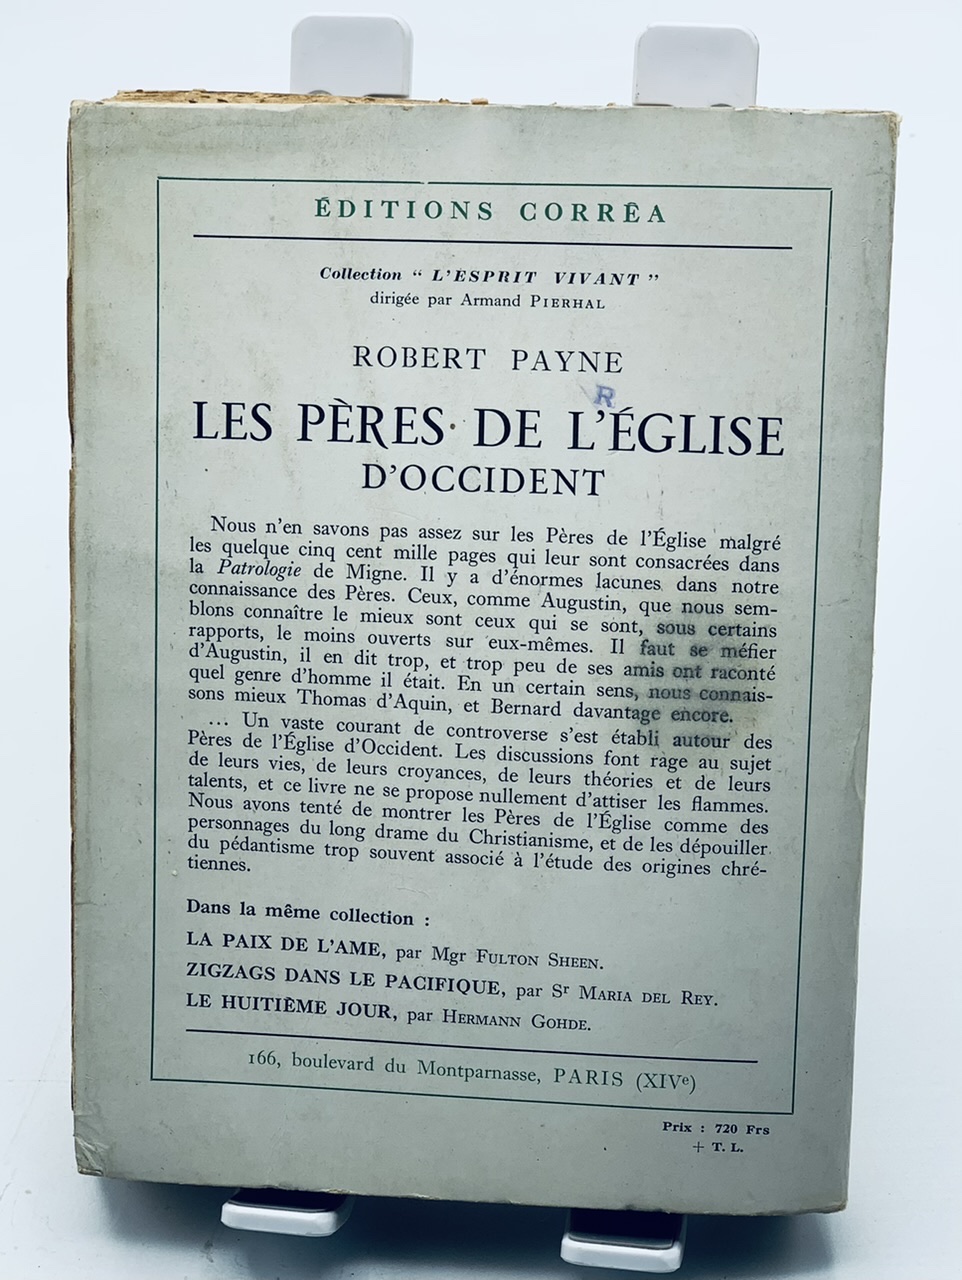 ÉDITIONS CORRÊA
Collection “ L'ESPRIT VIVANT ”
dirigée par Armand PIERHAL
ROBERT PAYNE
R
LES PÈRES DE L'ÉGLISE
D'OCCIDENT
Nous n'en savons pas assez sur les Pères de l'Église malgré
les quelque cinq cent mille pages qui leur sont consacrées dans
la Patrologie de Migne. Il y a d'énormes lacunes dans notre
connaissance des Pères. Ceux, comme Augustin, que nous sem-
blons connaître le mieux sont ceux qui se sont, sous certains
rapports, le moins ouverts sur eux-mêmes. Il faut se méfier
d'Augustin, il en dit trop, et trop peu de ses amis ont raconté
quel genre d'homme il était. En un certain sens, nous connais-
sons mieux Thomas d'Aquin, et Bernard davantage encore.
... Un vaste courant de controverse s'est établi autour des
Pères de l'Église d'Occident. Les discussions font rage au sujet
de leurs vies, de leurs croyances, de leurs théories et de leurs
talents, et ce livre ne se propose nullement d'attiser les flammes.
Nous avons tenté de montrer les Pères de l'Église comme des
personnages du long drame du Christianisme, et de les dépouiller
du pédantisme trop souvent associé à l'étude des origines chré-
tiennes.
Dans la même collection :
LA PAIX DE L'AME, par Mgr FULTON SHEEN.
ZIGZAGS DANS LE PACIFIQUE, par Sr MARIA DEL REY.
LE HUITIÈME JOUR, par HERMANN GOHDE.
166, boulevard du Montparnasse, PARIS (XIVe)
Prix : 720 Frs
+ T. L.